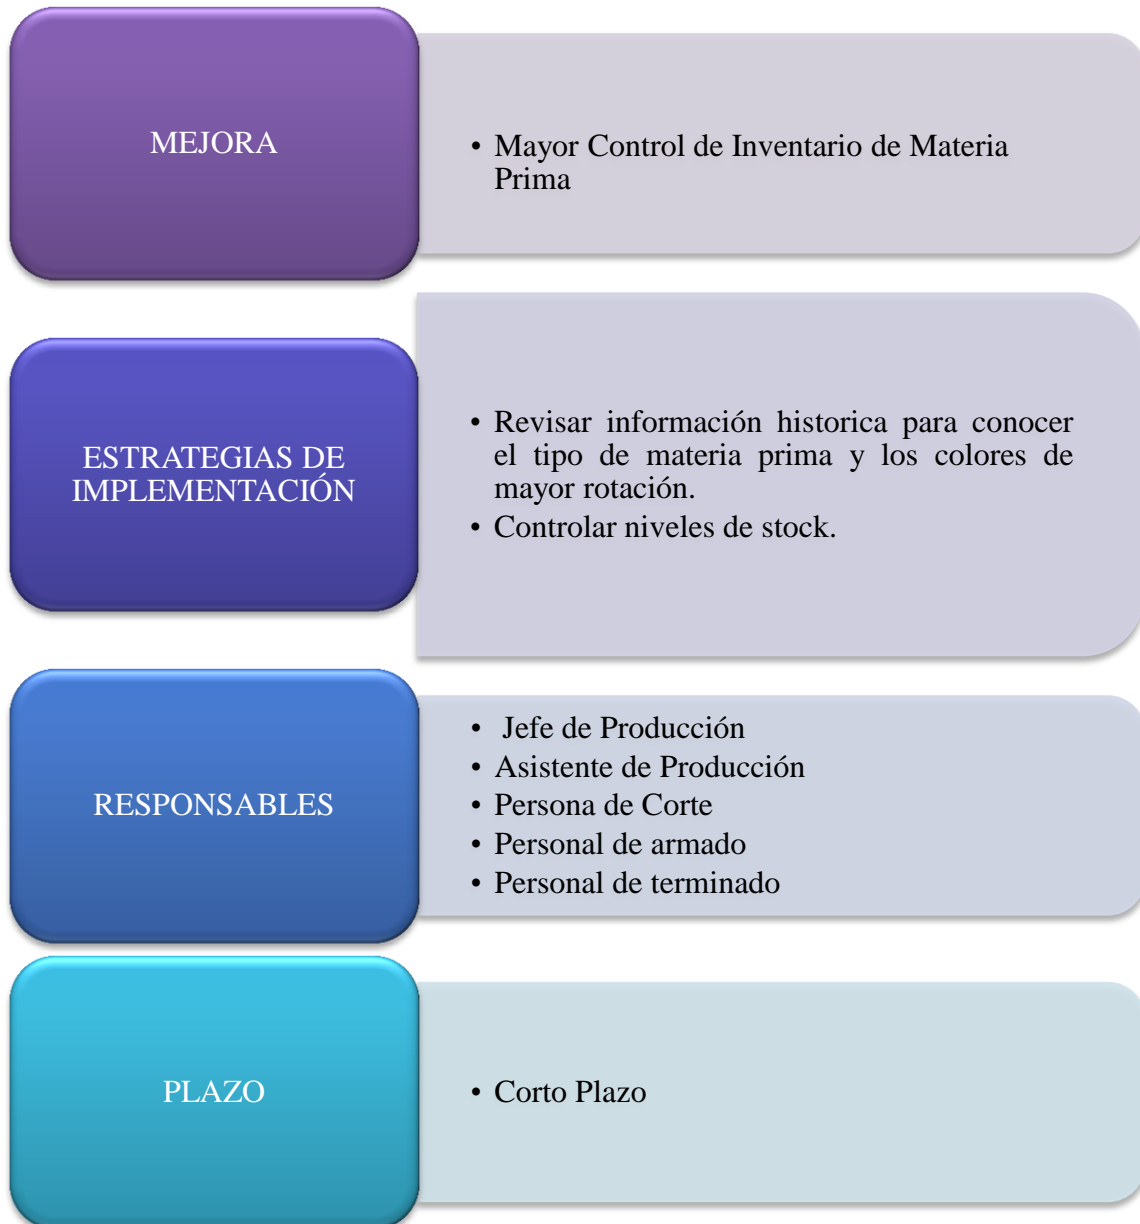 MEJORA
• Mayor Control de Inventario de Materia
Prima
ESTRATEGIAS DE
IMPLEMENTACIÓN
• Revisar información historica para conocer
el tipo de materia prima y los colores de
mayor rotación.
• Controlar niveles de stock.
RESPONSABLES
• Jefe de Producción
• Asistente de Producción
• Persona de Corte
• Personal de armado
• Personal de terminado
PLAZO
• Corto Plazo